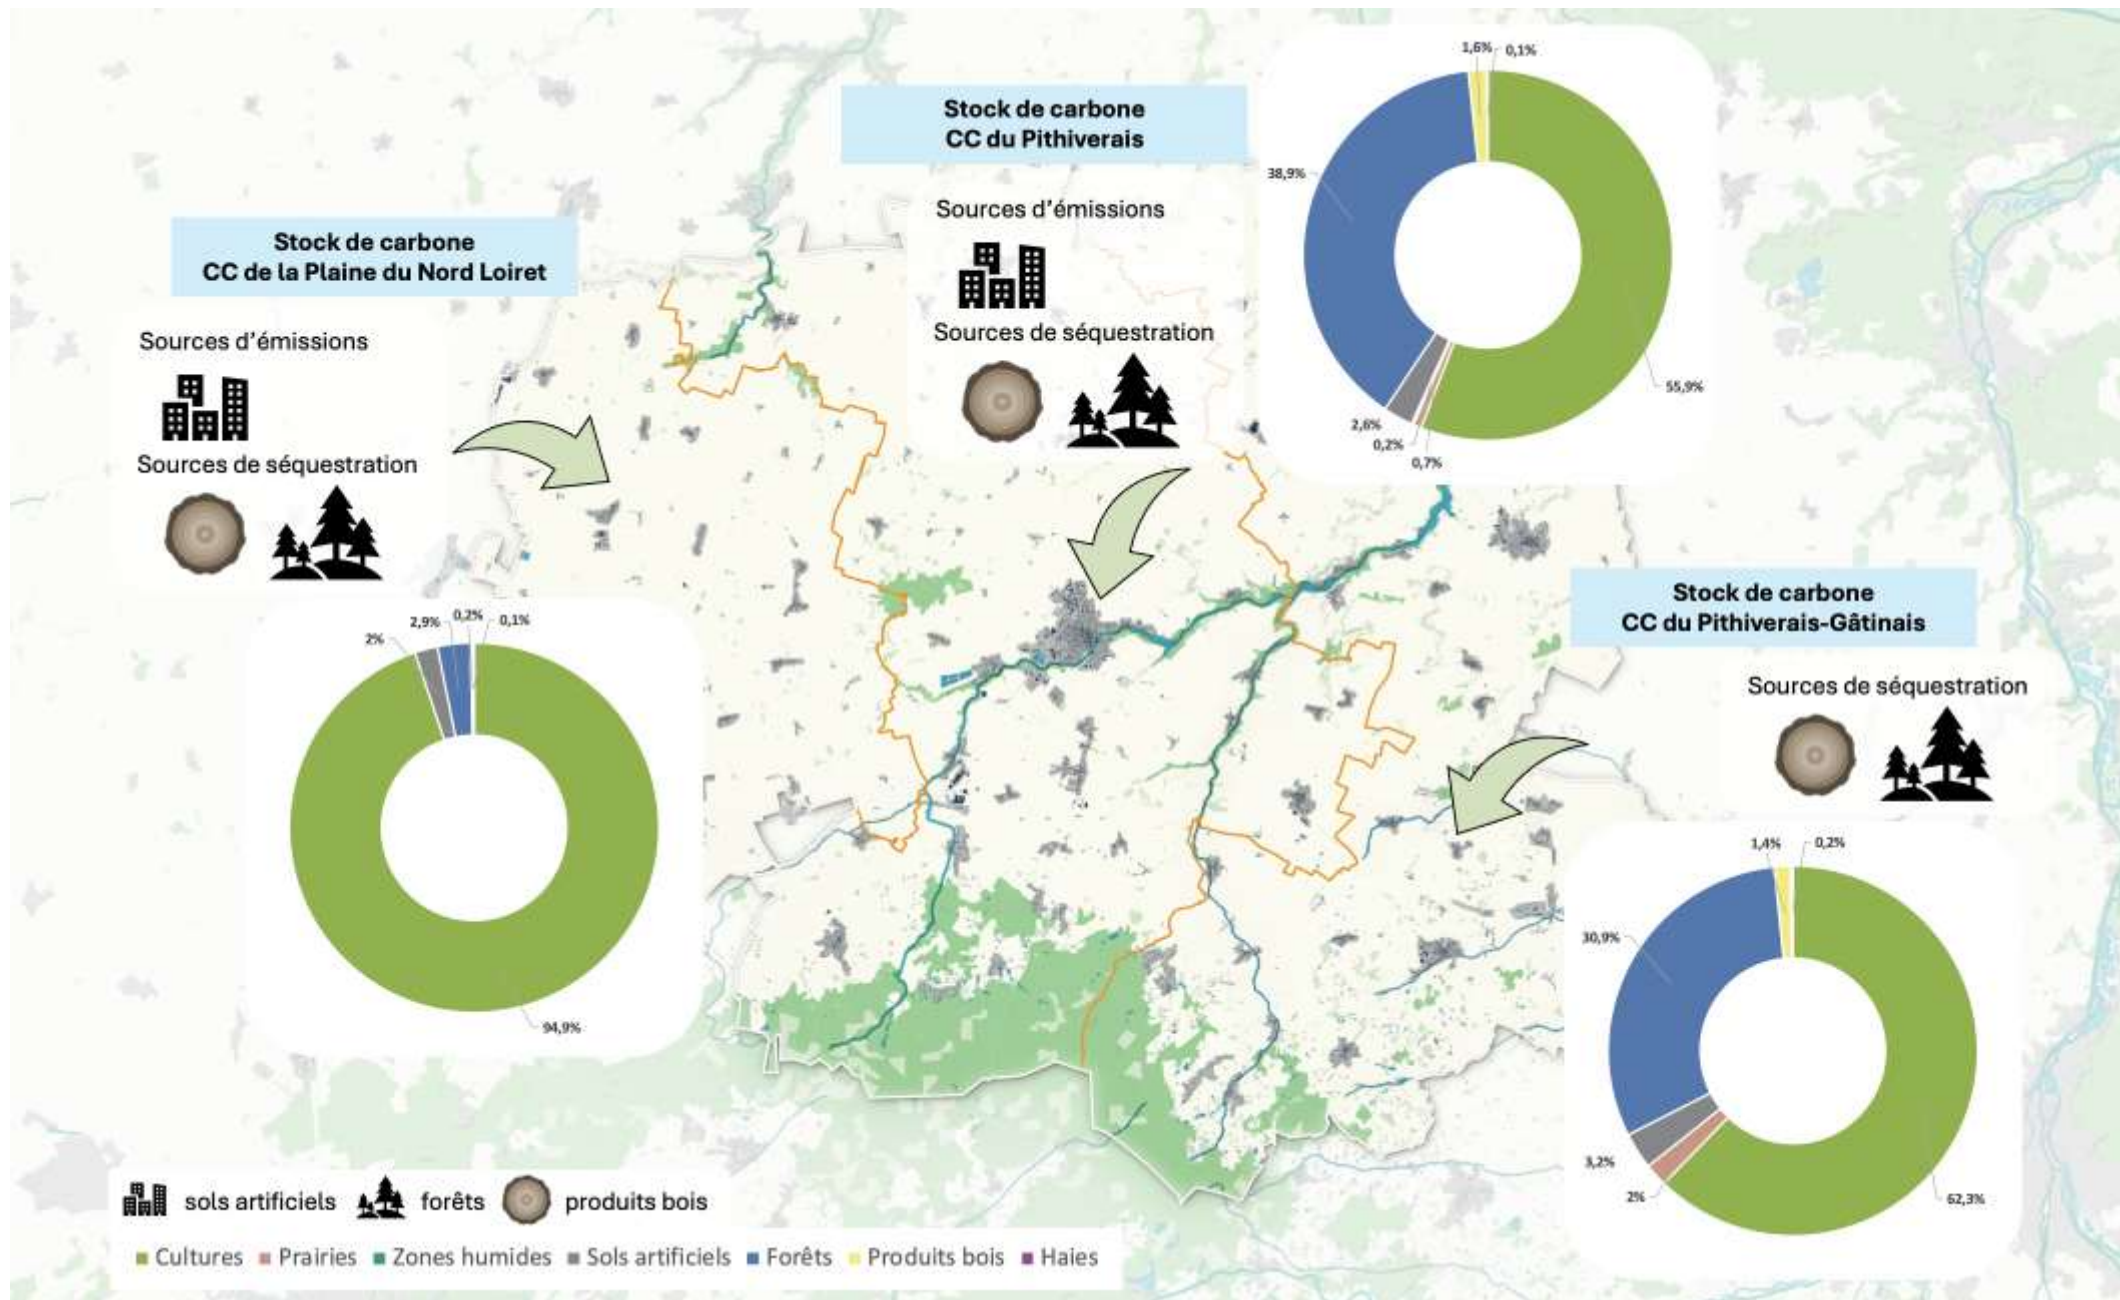 Stock de carbone
CC de la Plaine du Nord Loiret
Sources d'émissions
Sources de séquestration
2%
2,9%
0,2%
0,1%
94,9%
Stock de carbone
CC du Pithiverais
Sources d'émissions
Sources de séquestration
1,6%
0,1%
38,9%
55,9%
2,6%
0,2%
0,7%
Stock de carbone
CC du Pithiverais-Gâtinais
Sources de séquestration
1,4%
0,2%
30,9%
3,2%
2%
62,3%
sols artificiels forêts produits bois
Cultures Prairies Zones humides Sols artificiels Forêts Produits bois Haies